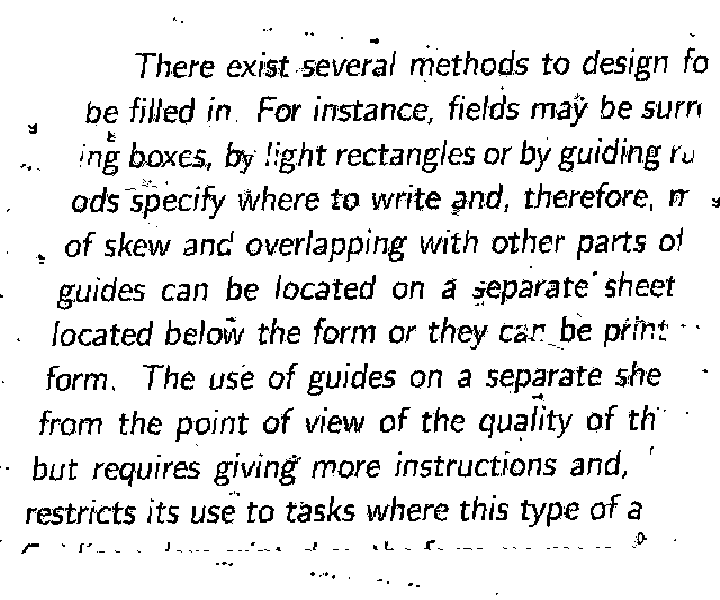 There exist several methods to design fo
be filled in. For instance, fields may be surr
ing boxes, by light rectangles or by guiding ru
ods specify where to write and, therefore, m
of skew and overlapping with other parts of
guides can be located on a separate sheet
located below the form or they can be print
form. The use of guides on a separate she
from the point of view of the quality of th
but requires giving more instructions and,
restricts its use to tasks where this type of a